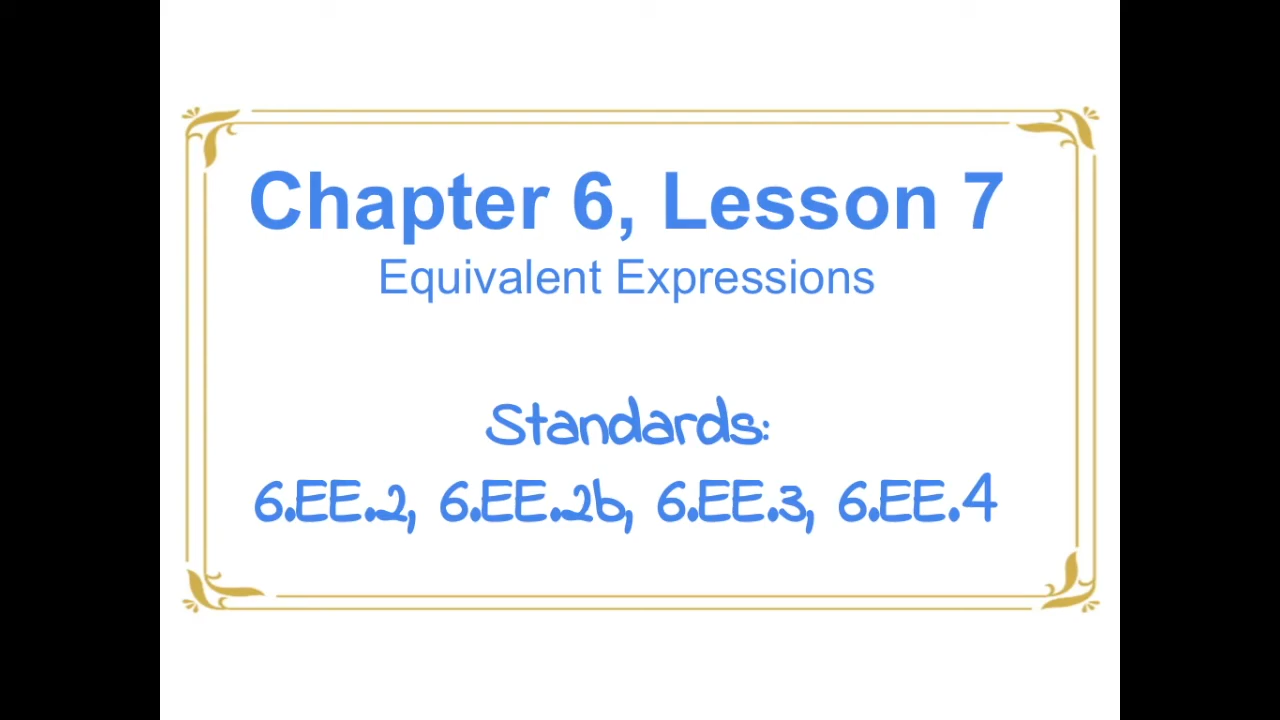 Chapter 6, Lesson 7
Equivalent Expressions
Standards:
6.EE.2, 6.EE.2b, 6.EE.3, 6.EE.4